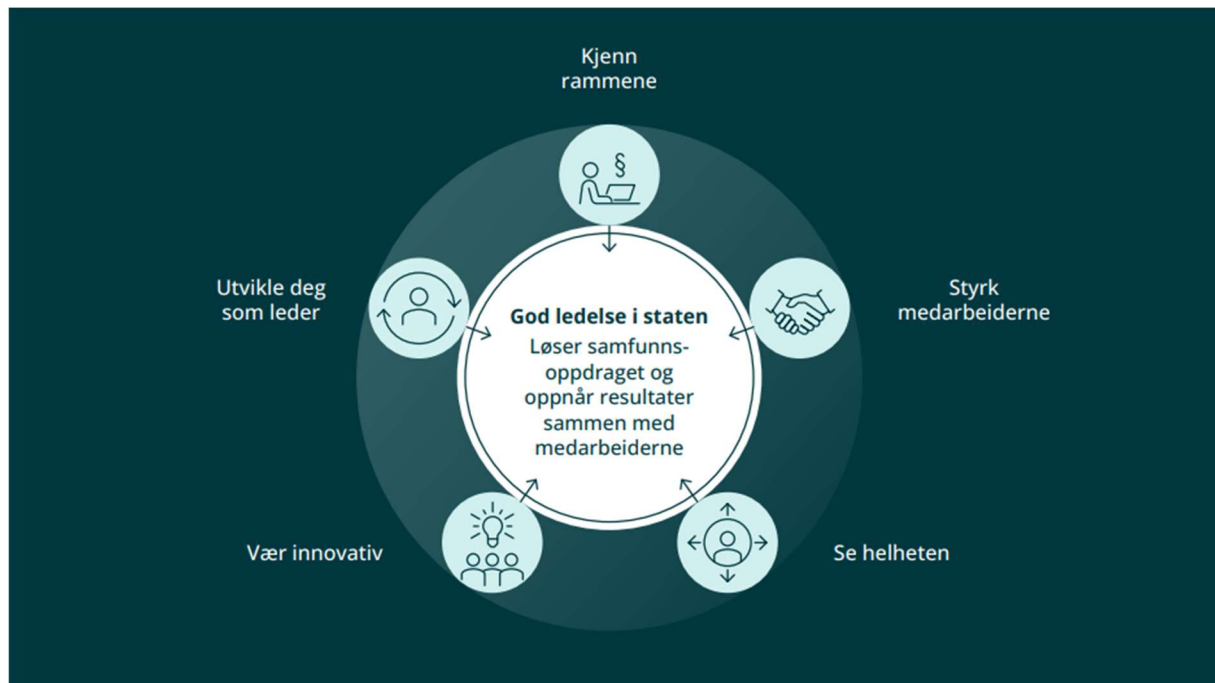 Kjenn
rammene
§
Utvikle deg
som leder
Styrk
medarbeiderne
God ledelse i staten
Løser samfunns-
oppdraget og
oppnår resultater
sammen med
medarbeiderne
Vær innovativ
Se helheten